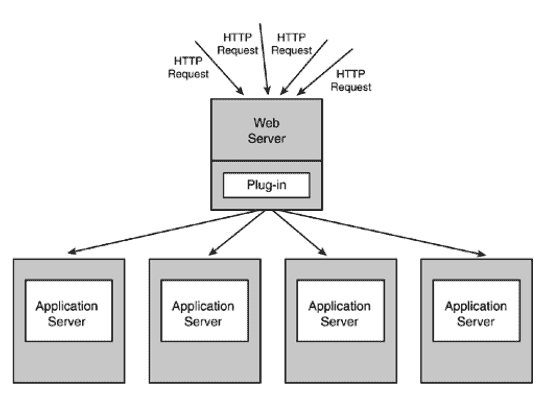 HTTP
Request
HTTP
Request
HTTP
Request
HTTP
Request
Web
Server
Plug-in
Application
Server
Application
Server
Application
Server
Application
Server